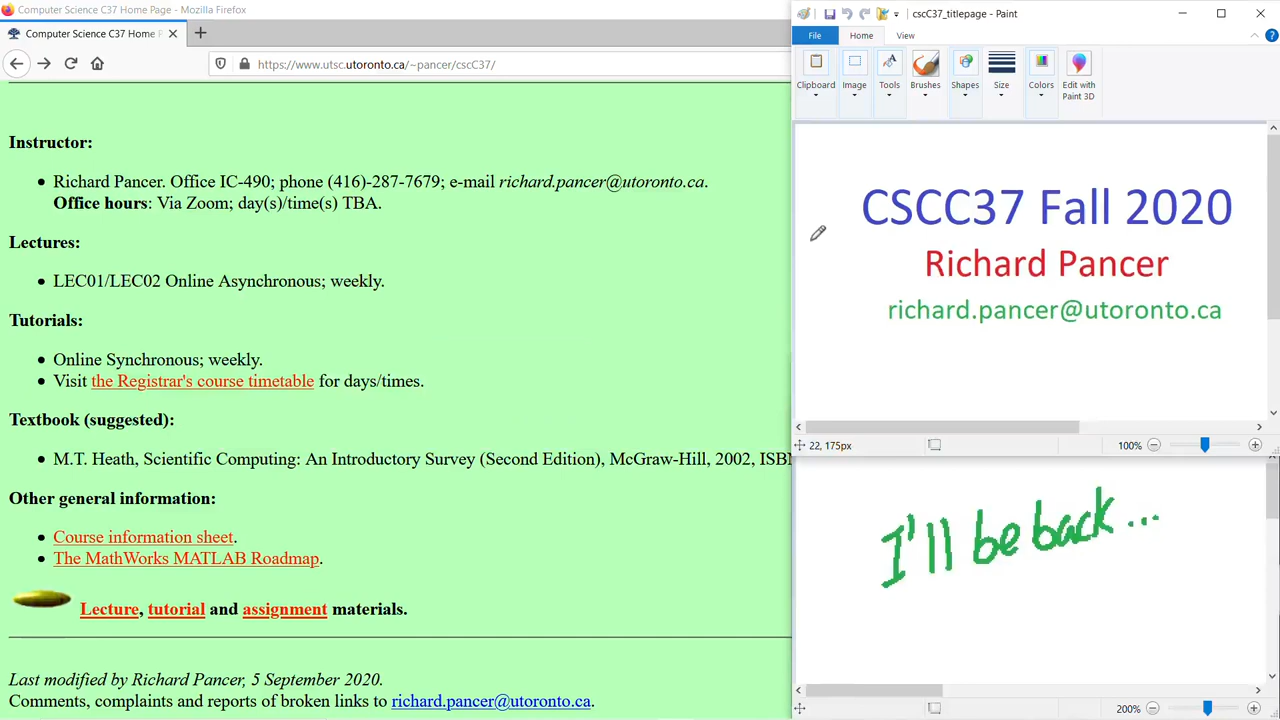 Computer Science C37 Home Page - Mozilla Firefox
Computer Science C37 Home P
https://www.utsc.utoronto.ca/~pancer/cscC37/
Instructor:
• Richard Pancer. Office IC-490; phone (416)-287-7679; e-mail richard.pancer@utoronto.ca.
Office hours: Via Zoom; day(s)/time(s) TBA.
Lectures:
• LEC01/LEC02 Online Asynchronous; weekly.
Tutorials:
• Online Synchronous; weekly.
• Visit the Registrar's course timetable for days/times.
Textbook (suggested):
• M.T. Heath, Scientific Computing: An Introductory Survey (Second Edition), McGraw-Hill, 2002, ISBN
Other general information:
• Course information sheet.
• The MathWorks MATLAB Roadmap.
Lecture, tutorial and assignment materials.
Last modified by Richard Pancer, 5 September 2020.
Comments, complaints and reports of broken links to richard.pancer@utoronto.ca.
cscC37_titlepage - Paint
File Home View
Clipboard Image Tools Brushes Shapes Size Colors Edit with
Paint 3D
CSCC37 Fall 2020
Richard Pancer
richard.pancer@utoronto.ca
22, 175px 100%
I'll be back...
200%